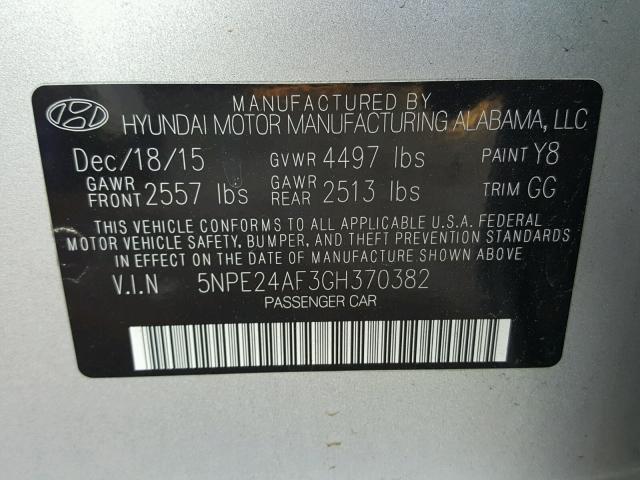 MANUFACTURED BY
HYUNDAI MOTOR MANUFACTURING ALABAMA, LLC
Dec/18/15 GVWR 4497 lbs PAINT Y8
GAWR FRONT 2557 lbs GAWR REAR 2513 lbs TRIM GG
THIS VEHICLE CONFORMS TO ALL APPLICABLE U.S.A. FEDERAL
MOTOR VEHICLE SAFETY, BUMPER, AND THEFT PREVENTION STANDARDS
IN EFFECT ON THE DATE OF MANUFACTURE SHOWN ABOVE.
V.I.N 5NPE24AF3GH370382
PASSENGER CAR